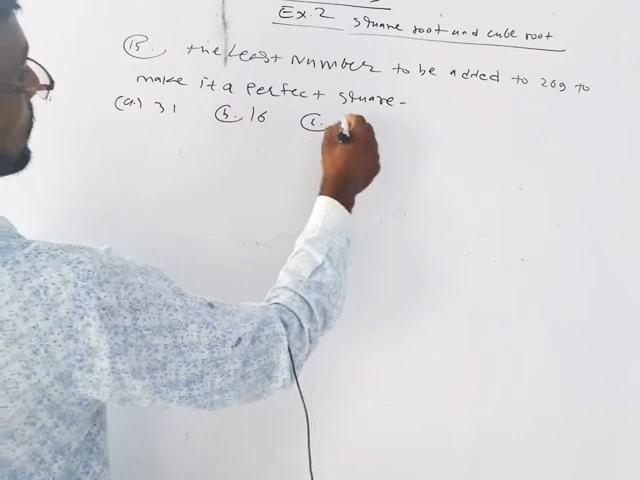 Ex.2 square root and cube root
15. the Least Number to be added to 269 to
make it a perfect square-
(a.) 31 (b. 16 (c.